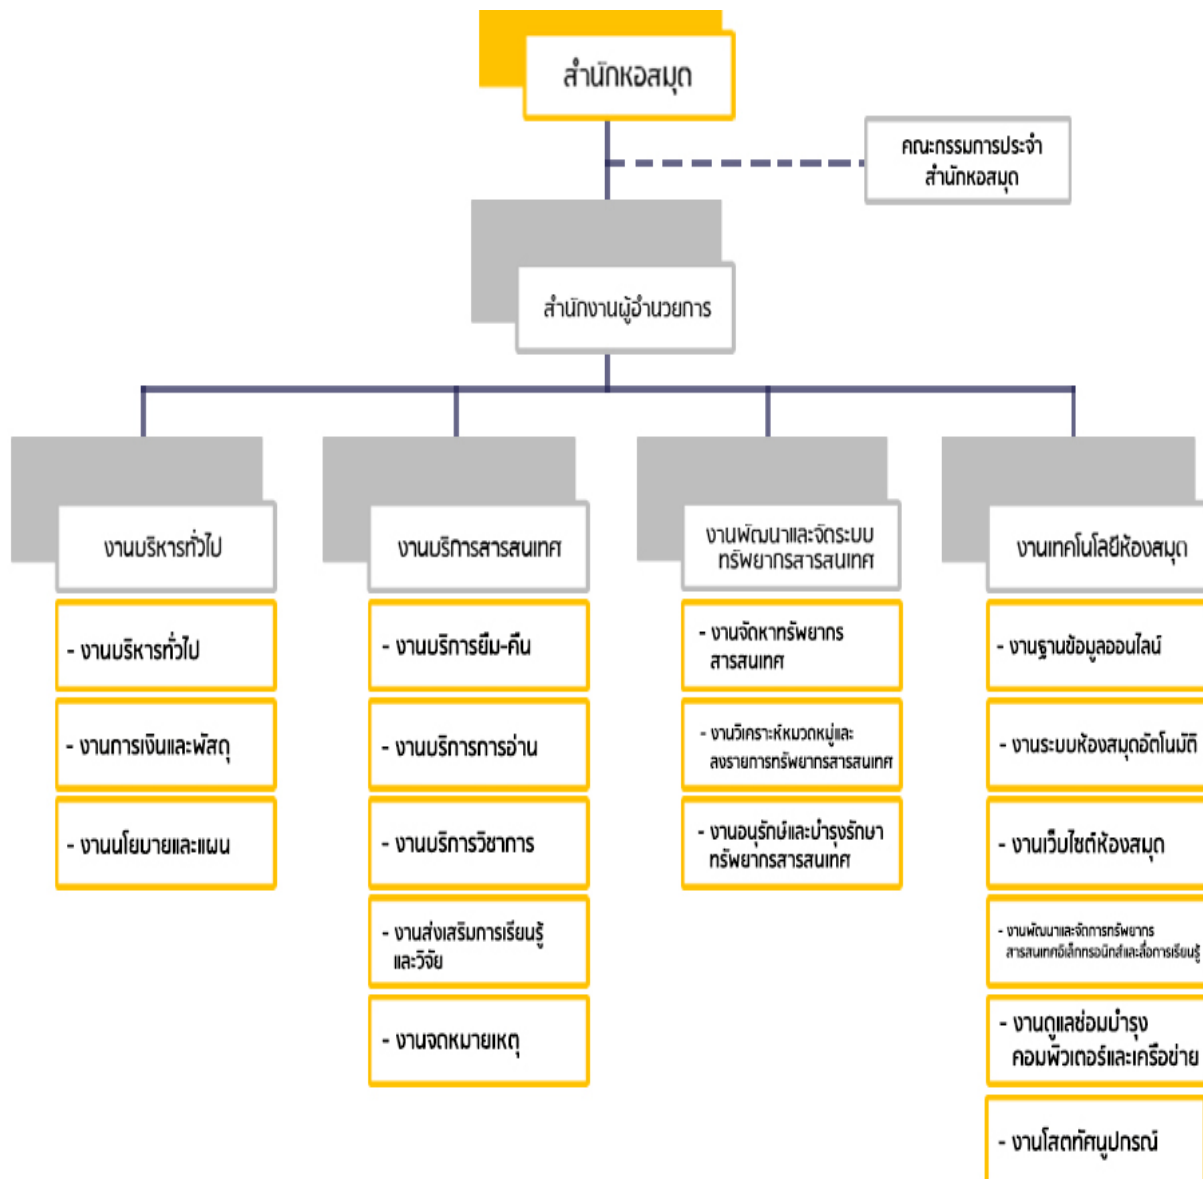 สำนักหอสมุด
คณะกรรมการประจำ
สำนักหอสมุด
สำนักงานผู้อำนวยการ
งานบริหารทั่วไป
- งานบริหารทั่วไป
- งานการเงินและพัสดุ
- งานนโยบายและแผน
งานบริการสารสนเทศ
- งานบริการยืม-คืน
- งานบริการการอ่าน
- งานบริการวิชาการ
- งานส่งเสริมการเรียนรู้
และวิจัย
- งานจดหมายเหตุ
งานพัฒนาและจัดระบบ
ทรัพยากรสารสนเทศ
- งานจัดหาทรัพยากร
สารสนเทศ
- งานวิเคราะห์หมวดหมู่และ
ลงรายการทรัพยากรสารสนเทศ
- งานอนุรักษ์และบำรุงรักษา
ทรัพยากรสารสนเทศ
งานเทคโนโลยีห้องสมุด
- งานฐานข้อมูลออนไลน์
- งานระบบห้องสมุดอัตโนมัติ
- งานเว็บไซต์ห้องสมุด
- งานพัฒนาและจัดการทรัพยากร
สารสนเทศอิเล็กทรอนิกส์และสื่อการเรียนรู้
- งานดูแลซ่อมบำรุง
คอมพิวเตอร์และเครือข่าย
- งานโสตทัศนูปกรณ์